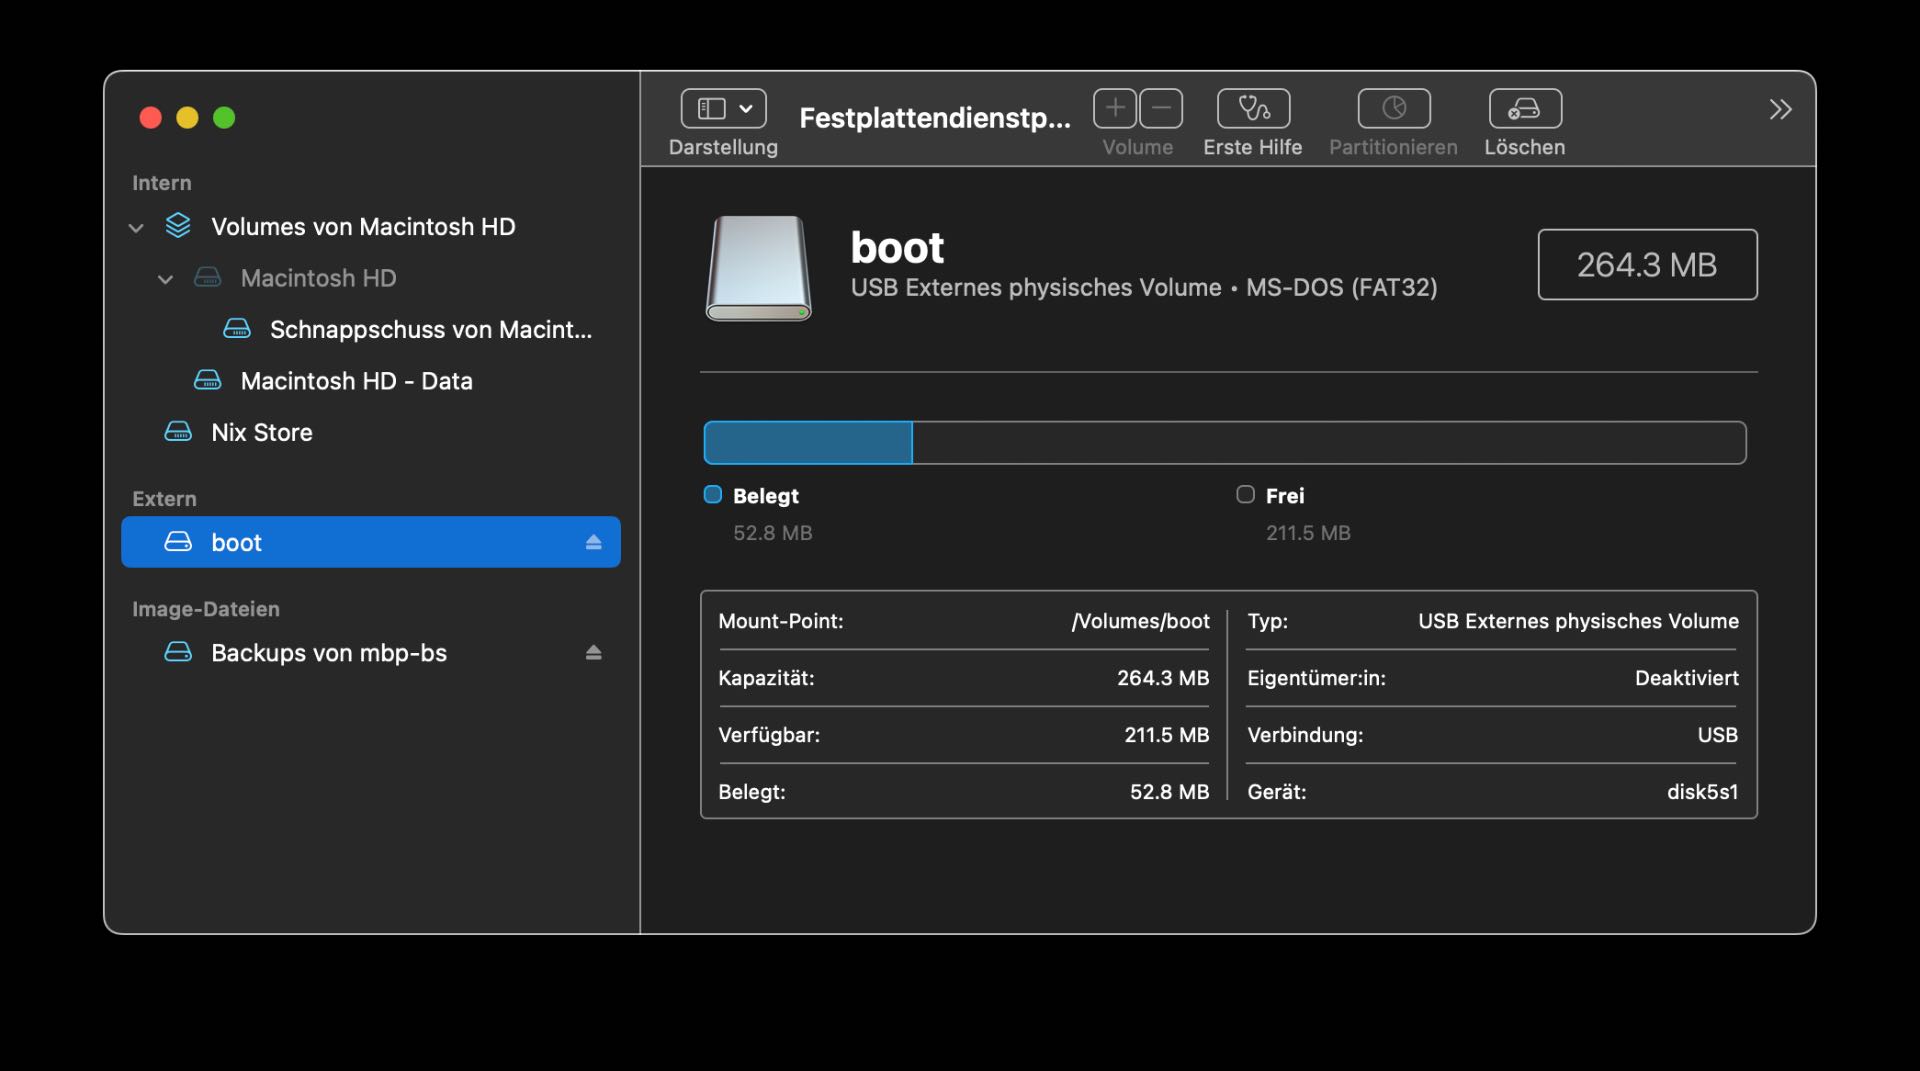 Intern
Volumes von Macintosh HD
Macintosh HD
Schnappschuss von Macint...
Macintosh HD - Data
Nix Store
Extern
boot
Image-Dateien
Backups von mbp-bs
Darstellung
Festplattendienstp...
Volume
Erste Hilfe
Partitionieren
Löschen
boot
USB Externes physisches Volume • MS-DOS (FAT32)
264.3 MB
Belegt
52.8 MB
Frei
211.5 MB
Mount-Point: /Volumes/boot
Kapazität: 264.3 MB
Verfügbar: 211.5 MB
Belegt: 52.8 MB
Typ: USB Externes physisches Volume
Eigentümer:in: Deaktiviert
Verbindung: USB
Gerät: disk5s1